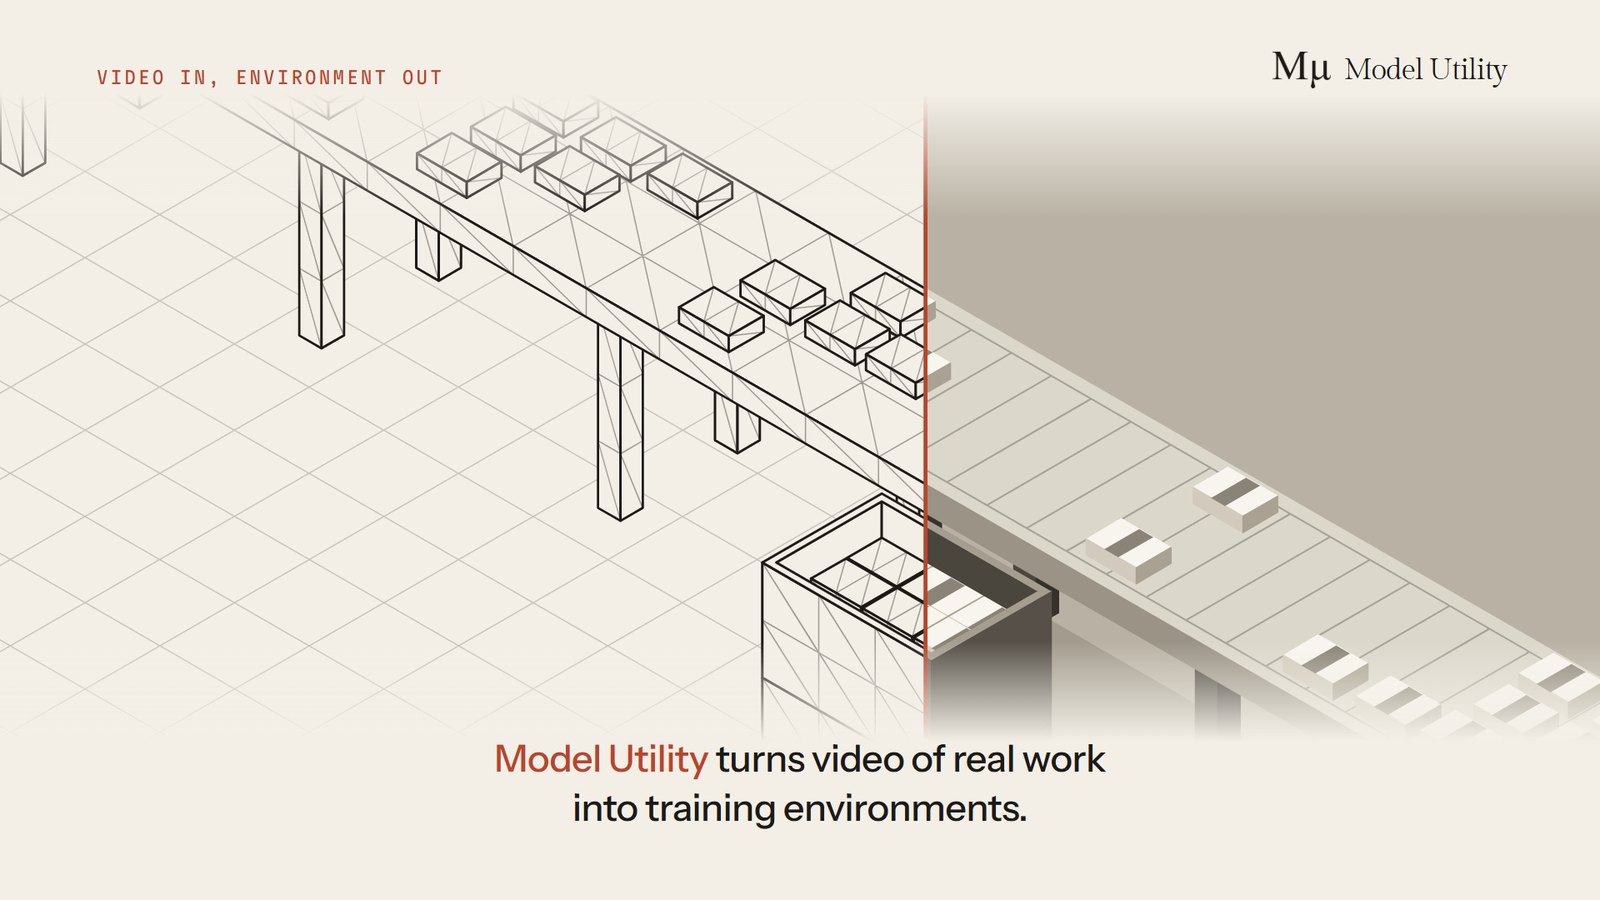 VIDEO IN, ENVIRONMENT OUT
Mμ Model Utility
Model Utility turns video of real work
into training environments.